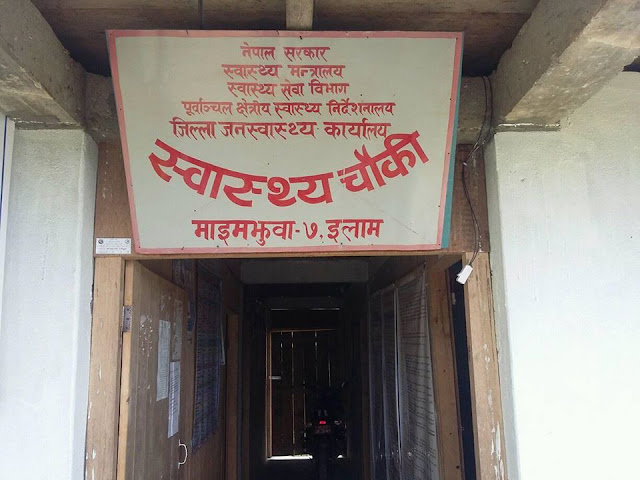 नेपाल सरकार
स्वास्थ्य मन्त्रालय
स्वास्थ्य सेवा विभाग
पूर्वाञ्चल क्षेत्रीय स्वास्थ्य निर्देशनालय
जिल्ला जनस्वास्थ्य कार्यालय
स्वास्थ्य चौकी
माइमझुवा- ७, इलाम